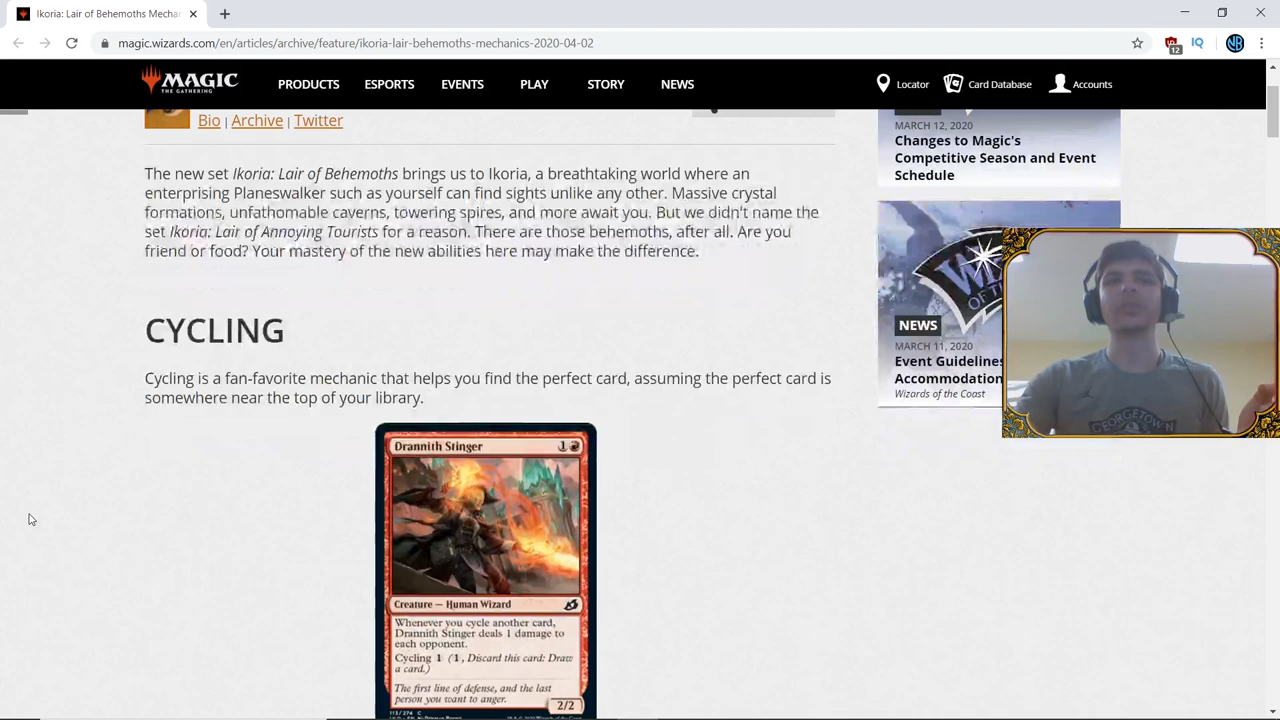 Ikoria: Lair of Behemoths Mechan
magic.wizards.com/en/articles/archive/feature/ikoria-lair-behemoths-mechanics-2020-04-02
12
IQ
MAGIC
THE GATHERING
PRODUCTS
ESPORTS
EVENTS
PLAY
STORY
NEWS
Locator
Card Database
Accounts
Bio | Archive | Twitter
The new set Ikoria: Lair of Behemoths brings us to Ikoria, a breathtaking world where an
enterprising Planeswalker such as yourself can find sights unlike any other. Massive crystal
formations, unfathomable caverns, towering spires, and more await you. But we didn't name the
set Ikoria: Lair of Annoying Tourists for a reason. There are those behemoths, after all. Are you
friend or food? Your mastery of the new abilities here may make the difference.
CYCLING
Cycling is a fan-favorite mechanic that helps you find the perfect card, assuming the perfect card is
somewhere near the top of your library.
Drannith Stinger 1
Creature — Human Wizard
Whenever you cycle another card,
Drannith Stinger deals 1 damage to
each opponent.
Cycling 1 (1, Discard this card: Draw
a card.)
The first line of defense, and the last
person you want to anger.
2/2
113/274 C
MARCH 12, 2020
Changes to Magic's
Competitive Season and Event
Schedule
NEWS
MARCH 11, 2020
Event Guidelines
Accommodation
Wizards of the Coast
GEORGETOWN